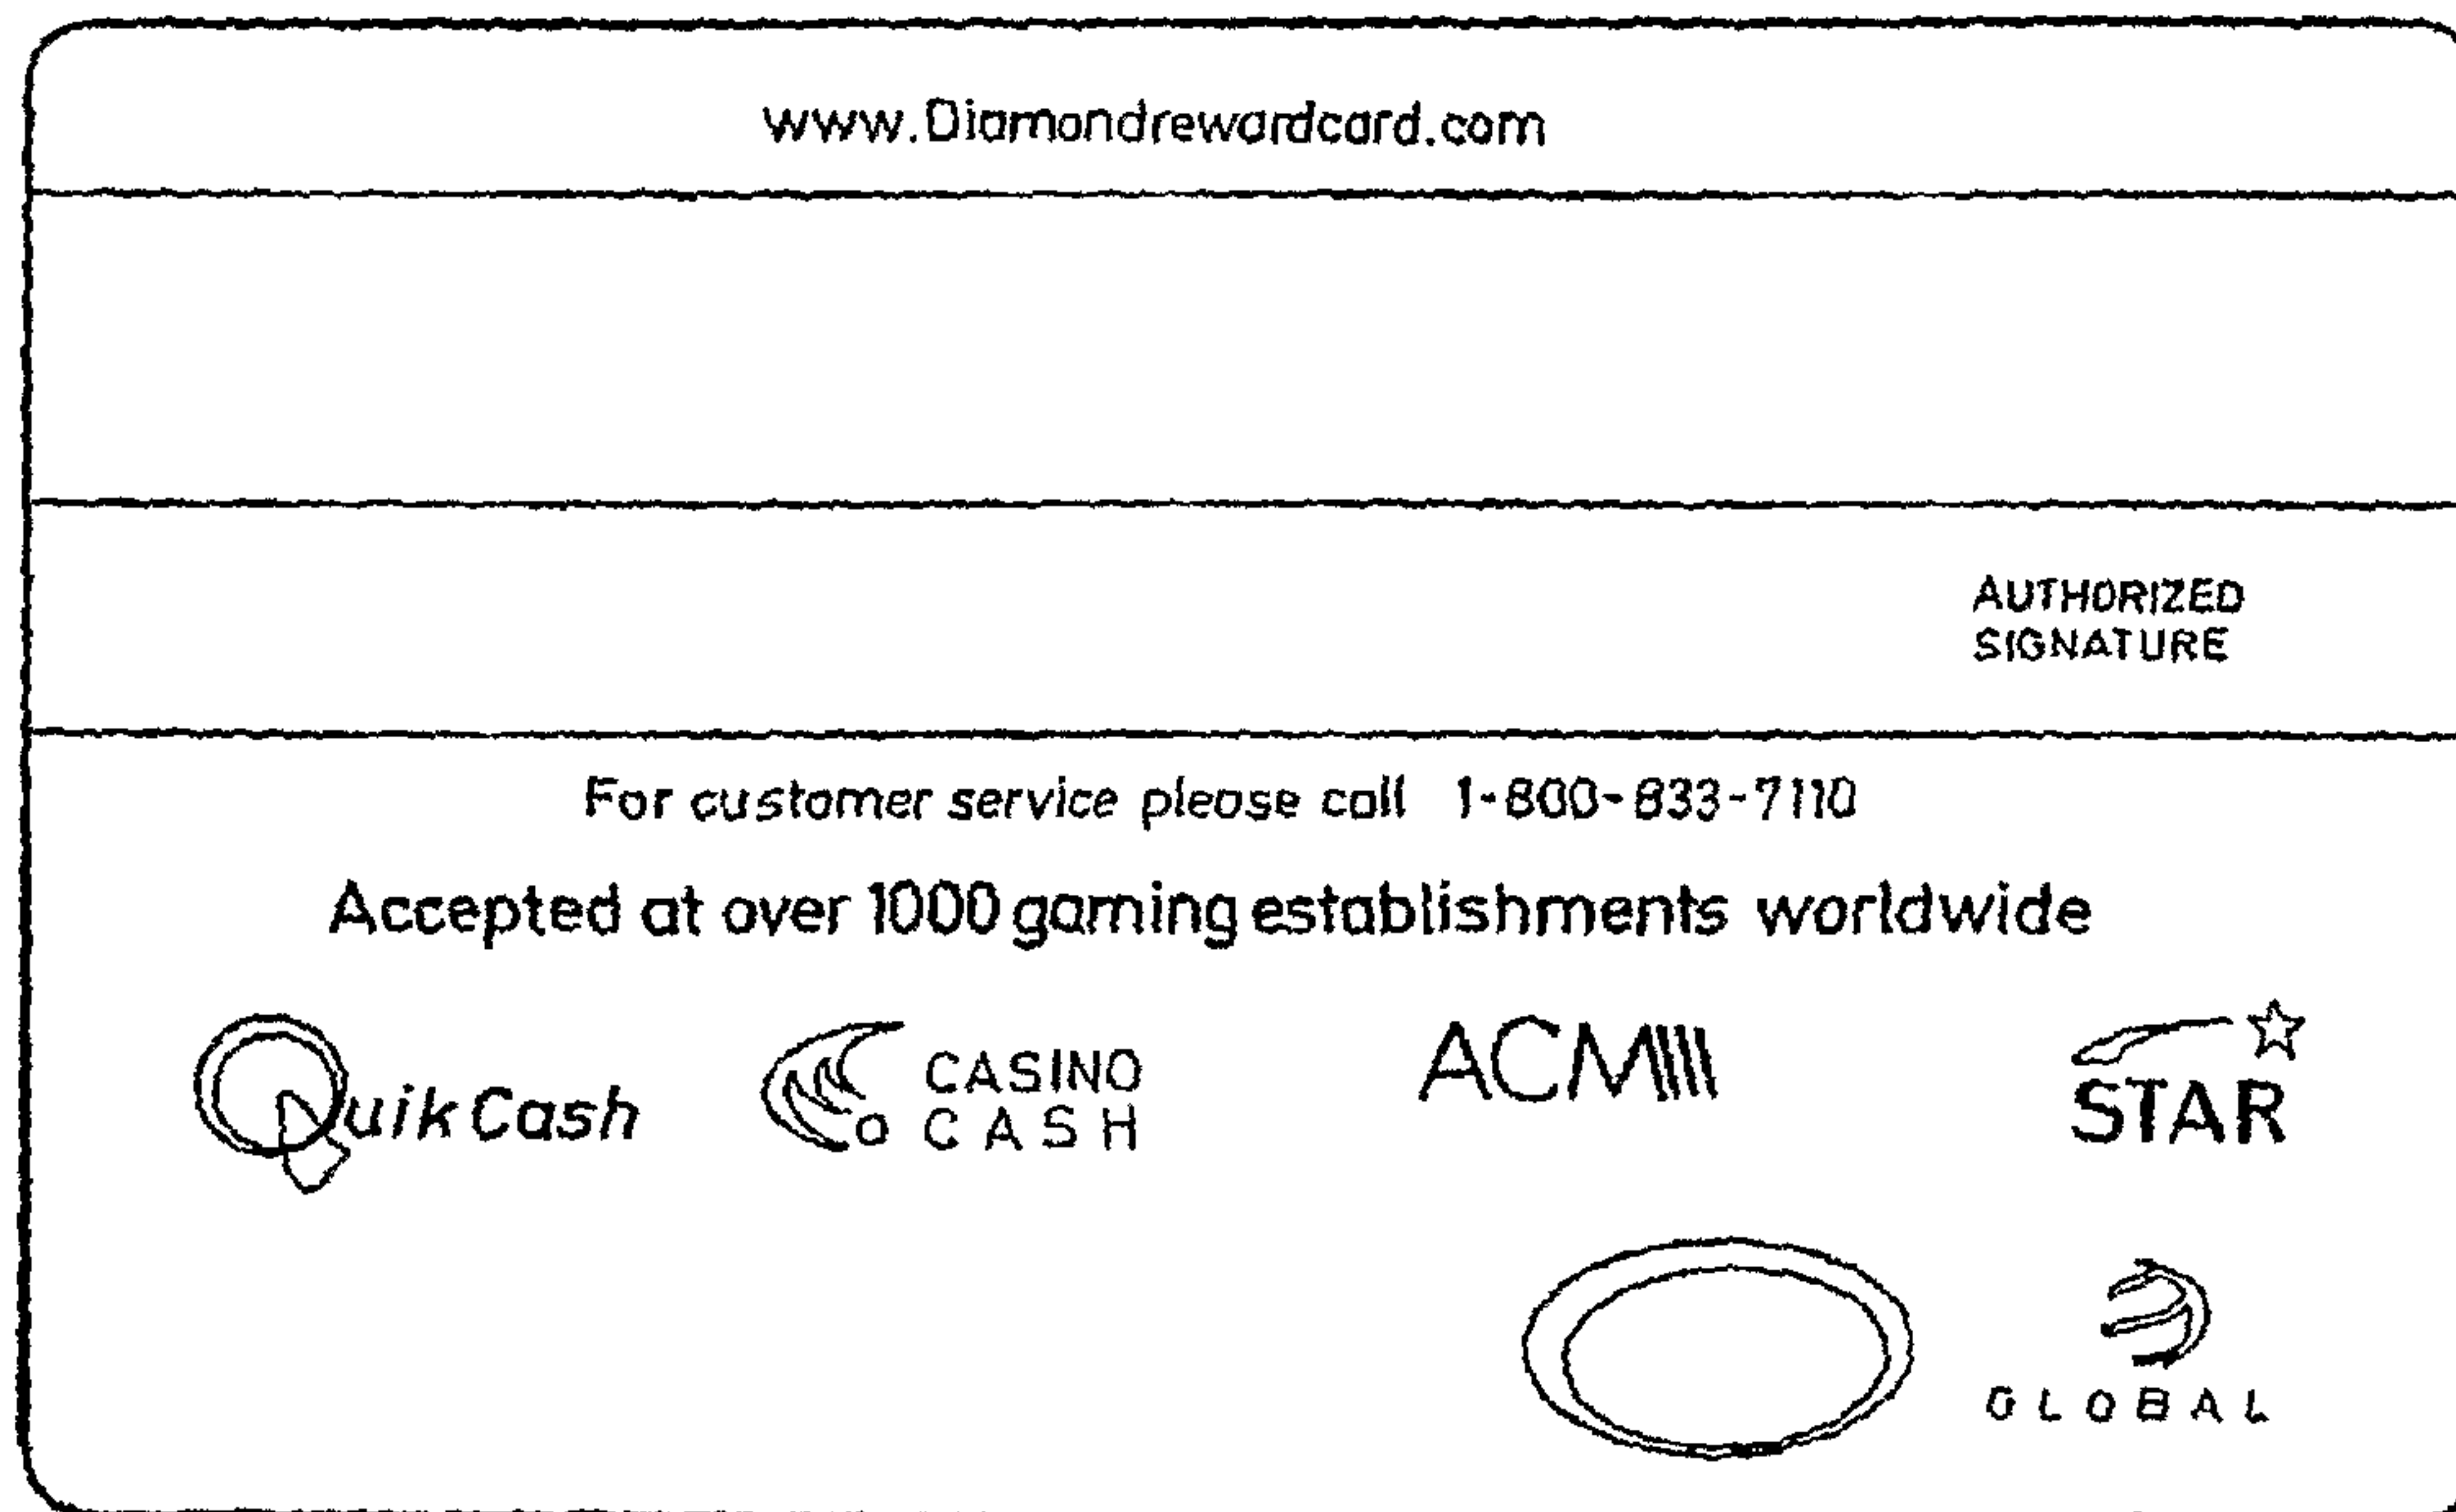 www.Diamondrewardcard.com
AUTHORIZED
SIGNATURE
For customer service please call 1-800-833-7110
Accepted at over 1000 gaming establishments worldwide
QuikCash
CASINO
CASH
ACM
STAR
GLOBAL